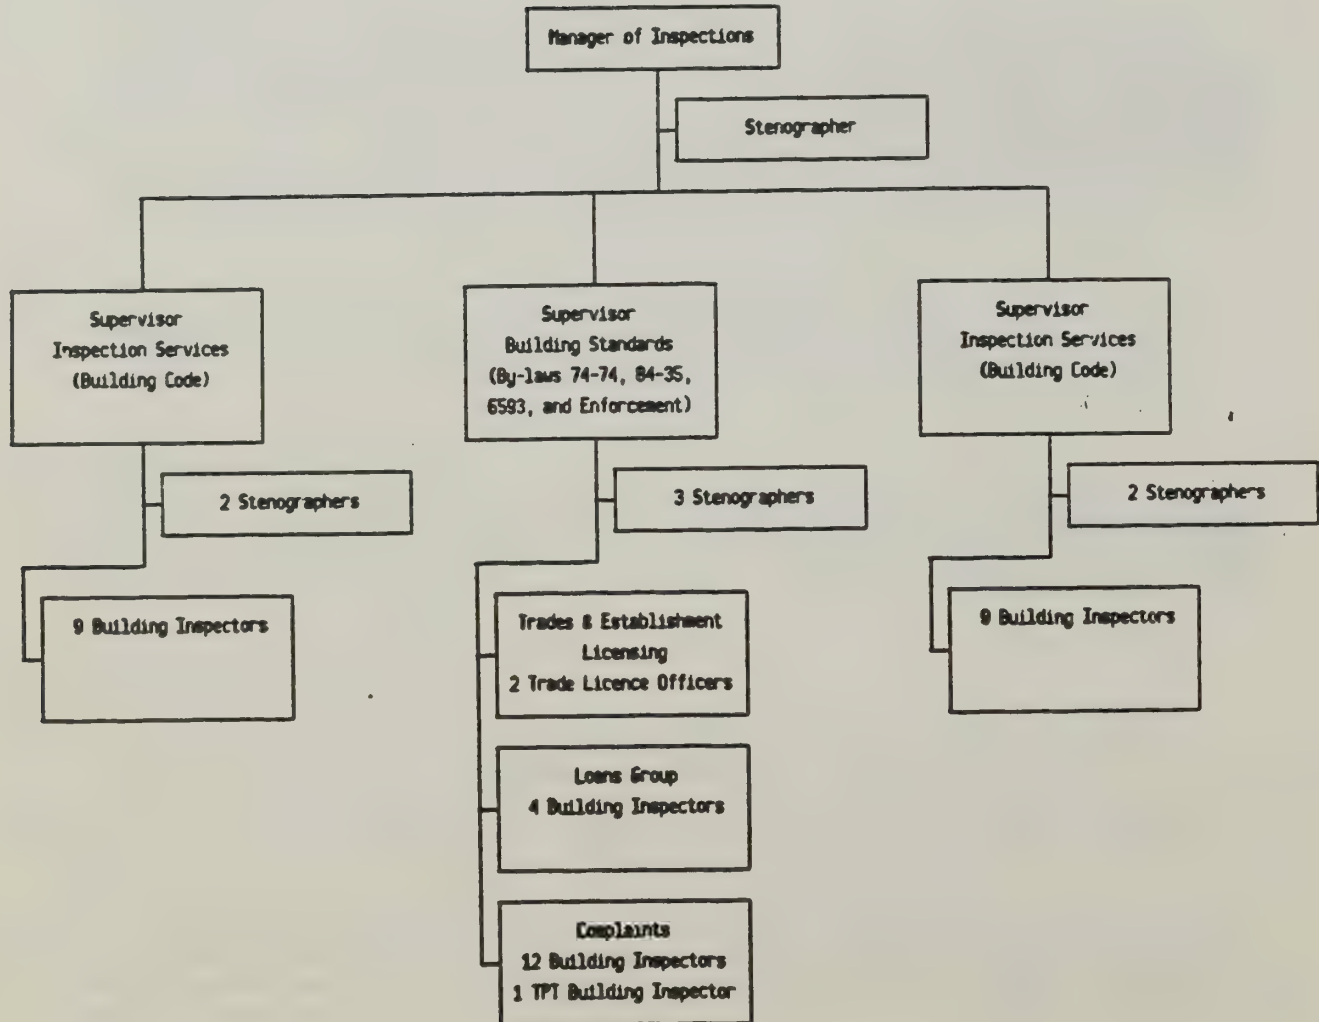 Manager of Inspections
Stenographer
Supervisor
Inspection Services
(Building Code)
Supervisor
Building Standards
(By-laws 74-74, 84-35,
6593, and Enforcement)
Supervisor
Inspection Services
(Building Code)
2 Stenographers
3 Stenographers
2 Stenographers
9 Building Inspectors
Trades & Establishment
Licensing
2 Trade Licence Officers
9 Building Inspectors
Loans Group
4 Building Inspectors
Complaints
12 Building Inspectors
1 TPT Building Inspector